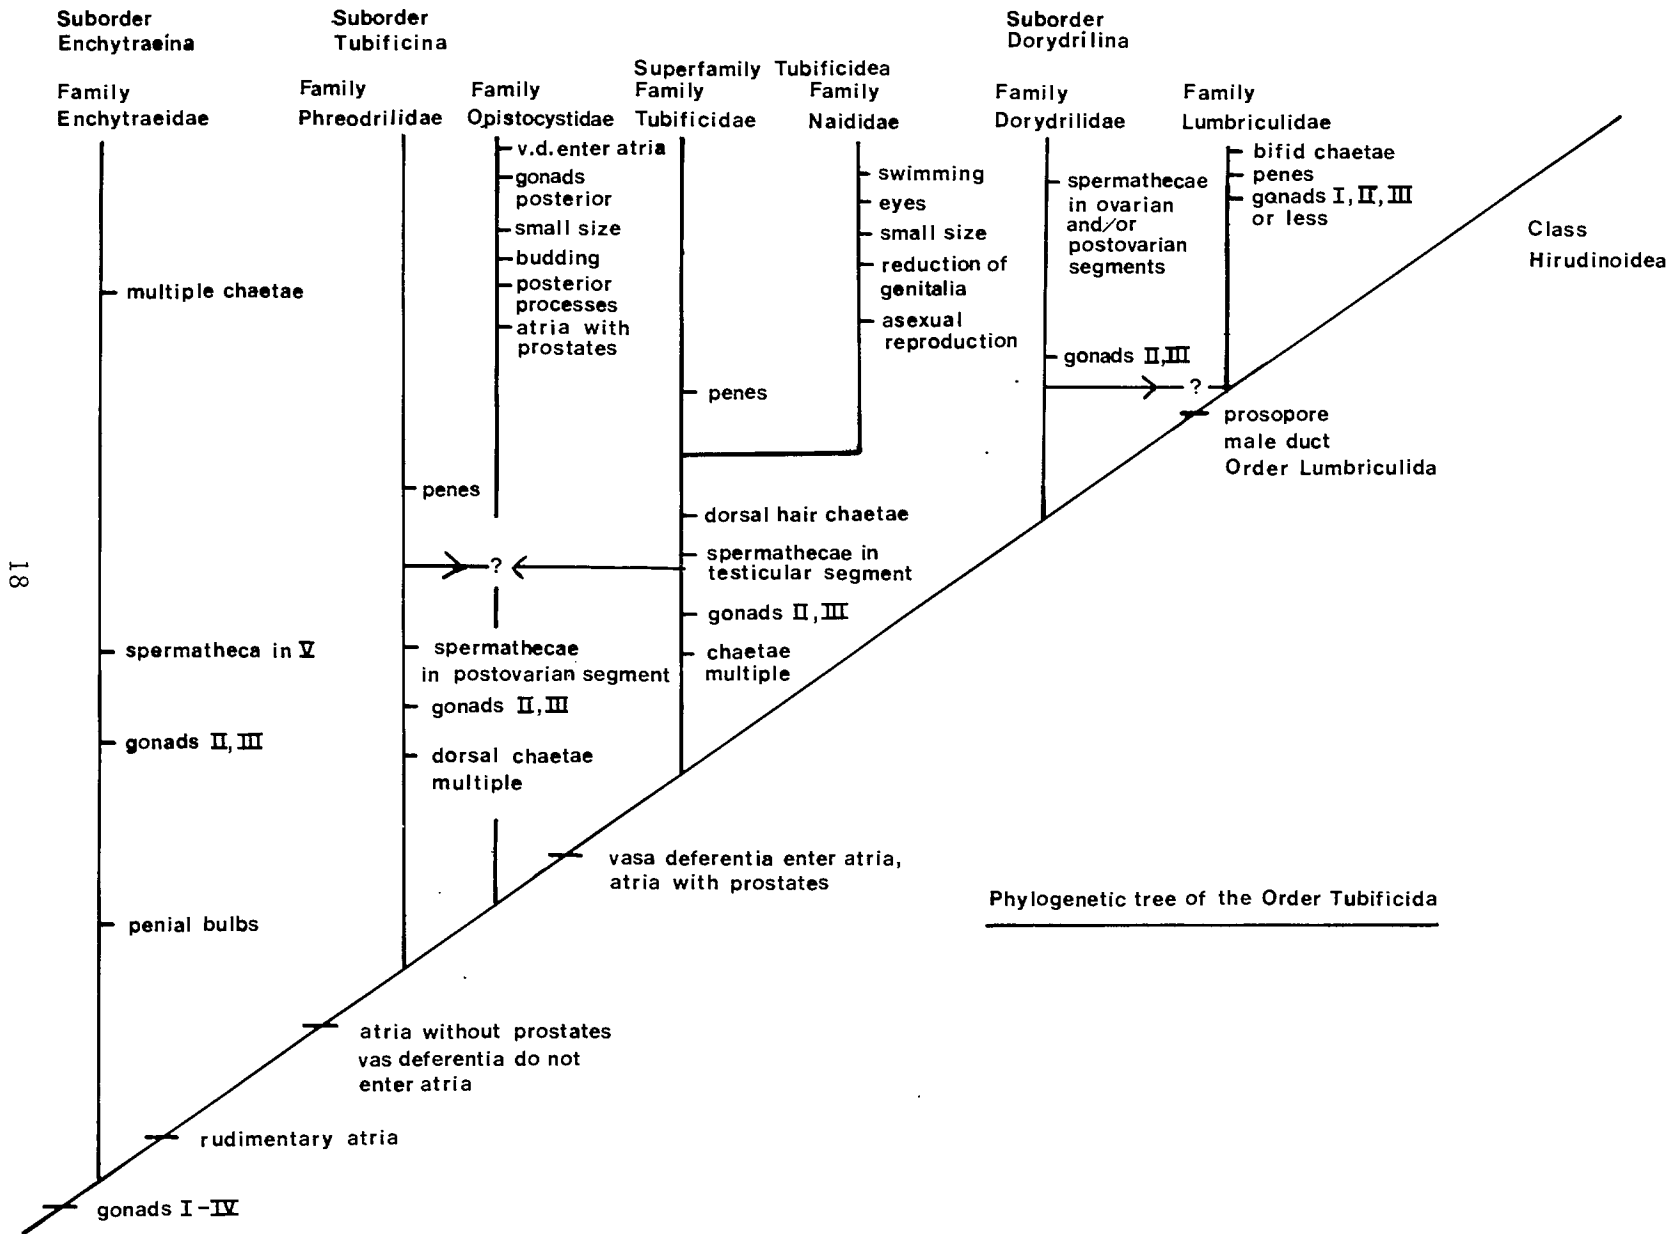 Suborder
Enchytraeina
Suborder
Tubificina
Suborder
Dorydrilina
Superfamily Tubificidea
Family
Enchytraeidae
Family
Phreodrilidae
Family
Opistocystidae
Family
Tubificidae
Family
Naididae
Family
Dorydrilidae
Family
Lumbriculidae
Class
Hirudinoidea
multiple chaetae
spermatheca in V
gonads II, III
penial bulbs
penes
spermathecae
in postovarian segment
gonads II, III
dorsal chaetae
multiple
v.d. enter atria
gonads
posterior
small size
budding
posterior
processes
atria with
prostates
?
penes
dorsal hair chaetae
spermathecae in
testicular segment
gonads II, III
chaetae
multiple
swimming
eyes
small size
reduction of
genitalia
asexual
reproduction
spermathecae
in ovarian
and/or
postovarian
segments
gonads II, III
?
bifid chaetae
penes
gonads I, II, III
or less
prosopore
male duct
Order Lumbriculida
vasa deferentia enter atria,
atria with prostates
atria without prostates
vas deferentia do not
enter atria
rudimentary atria
gonads I-IV
Phylogenetic tree of the Order Tubificida
18